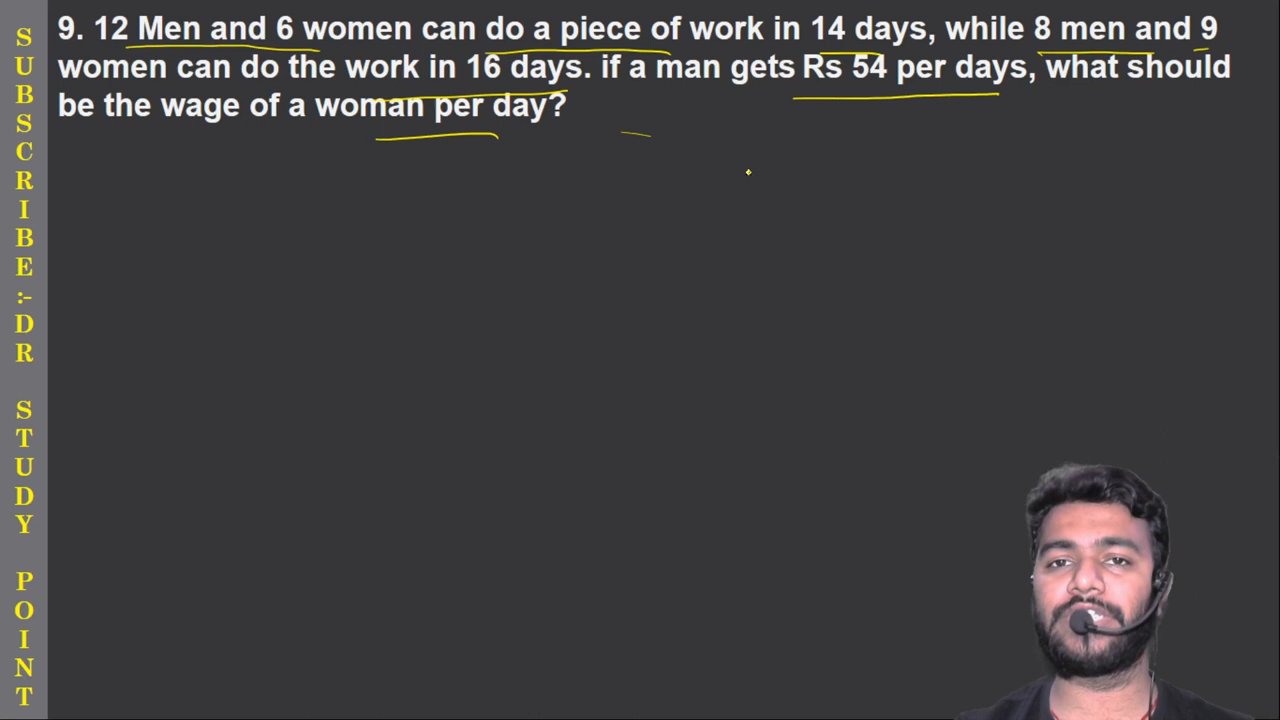 9. 12 Men and 6 women can do a piece of work in 14 days, while 8 men and 9
women can do the work in 16 days. if a man gets Rs 54 per days, what should
be the wage of a woman per day?
SUBSCRIBE:-DR STUDY POINT